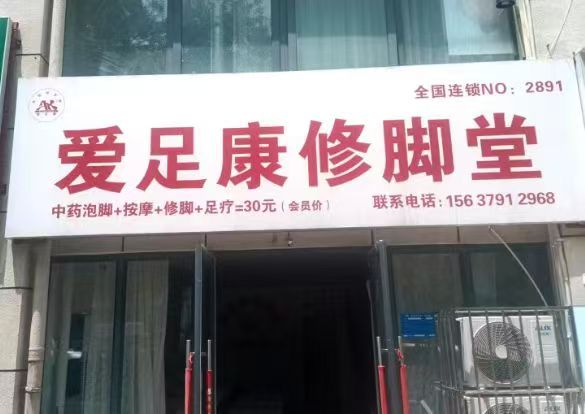 全国连锁NO：2891
爱足康修脚堂
中药泡脚+按摩+修脚+足疗=30元（会员价）
联系电话:156 3791 2968
AUX